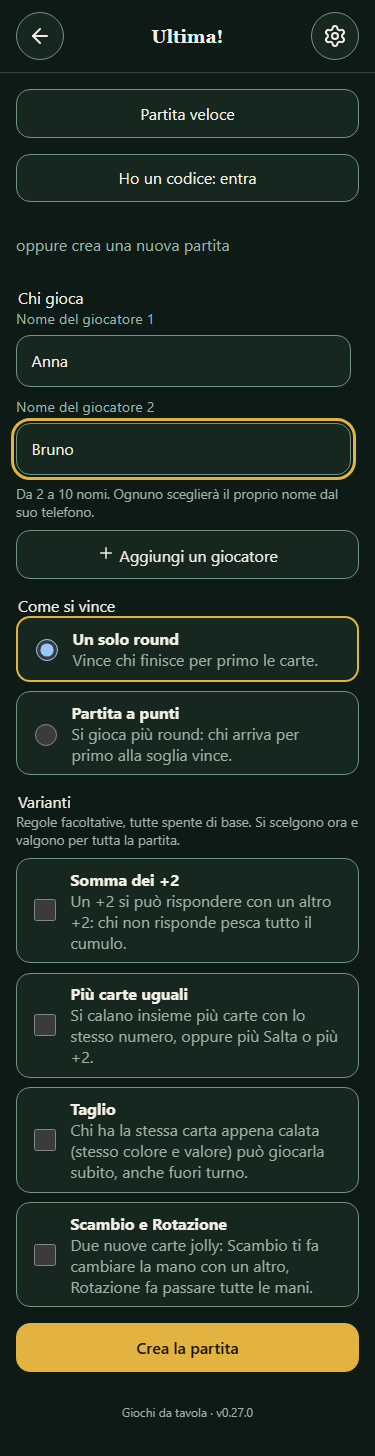 Ultima!
Partita veloce
Ho un codice: entra
oppure crea una nuova partita
Chi gioca
Nome del giocatore 1
Anna
Nome del giocatore 2
Bruno
Da 2 a 10 nomi. Ognuno sceglierà il proprio nome dal
suo telefono.
+ Aggiungi un giocatore
Come si vince
Un solo round
Vince chi finisce per primo le carte.
Partita a punti
Si gioca più round: chi arriva per
primo alla soglia vince.
Varianti
Regole facoltative, tutte spente di base. Si scelgono ora e
valgono per tutta la partita.
Somma dei +2
Un +2 si può rispondere con un altro
+2: chi non risponde pesca tutto il
cumulo.
Più carte uguali
Si calano insieme più carte con lo
stesso numero, oppure più Salta o più
+2.
Taglio
Chi ha la stessa carta appena calata
(stesso colore e valore) può giocarla
subito, anche fuori turno.
Scambio e Rotazione
Due nuove carte jolly: Scambio ti fa
cambiare la mano con un altro,
Rotazione fa passare tutte le mani.
Crea la partita
Giochi da tavola · v0.27.0